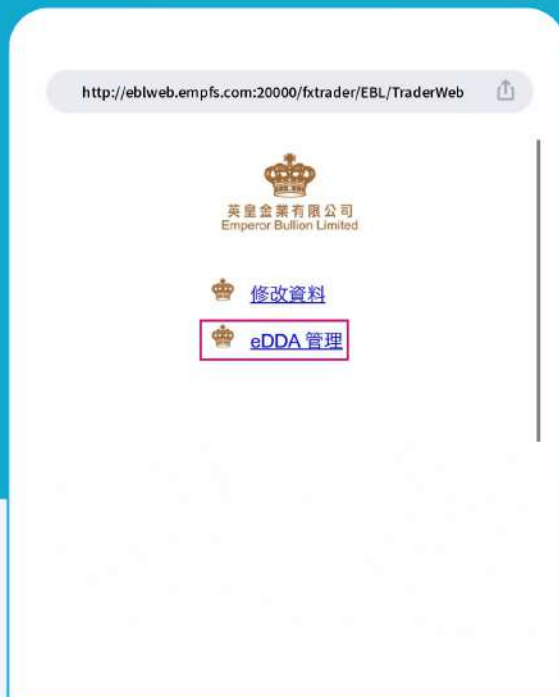 http://eblweb.empfs.com:20000/fxtrader/EBL/TraderWeb
英皇金業有限公司
Emperor Bullion Limited
修改資料
eDDA 管理